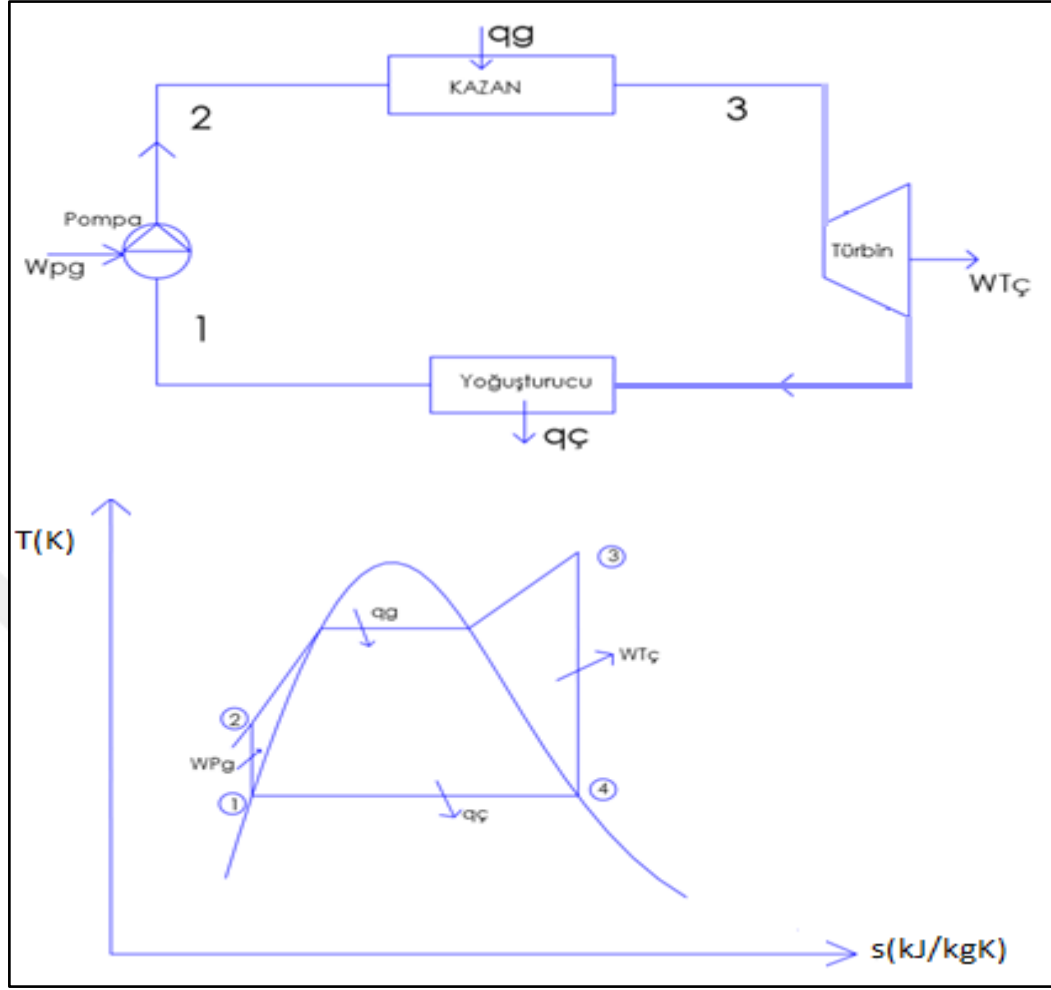 qg
KAZAN
2
3
Pompa
Wpg
Türbin
WTç
1
Yoğuşturucu
qç
T(K)
3
qg
WTç
2
WPg
1
4
qç
s(kJ/kgK)